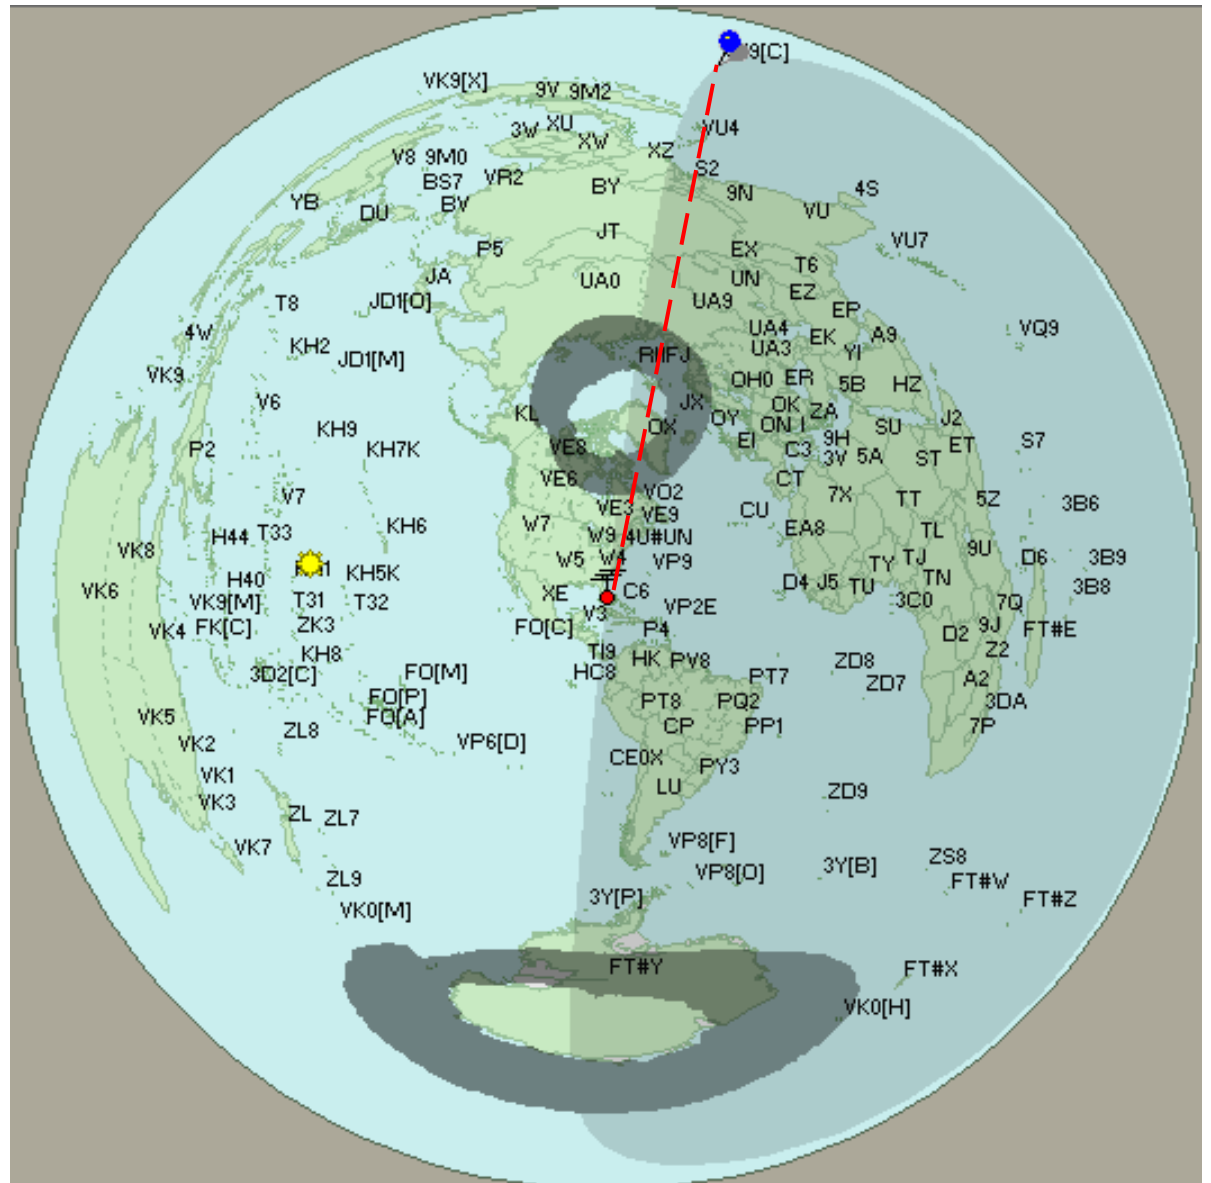 9[C]
VK9[X]
9V 9M2
3W XU XW
XZ
VU4
S2
V8 9M0
BS7
BV
VR2
BY
9N
4S
YB
DU
VU
P5
JT
EX
VU7
JA
UA0
UN
T6
T8
JD1[O]
UA9
EZ
EP
4W
KH2
JD1[M]
UA4
UA3
EK
YI
A9
VQ9
VK9
V6
OH0
ER
5B
HZ
KL
JX
OY
OK
ZA
J2
P2
KH9
KH7K
VE8
OX
EI
ON
I
9H
SU
ET
S7
VE6
C3
3V
5A
ST
V7
VO2
CT
7X
TT
5Z
3B6
VE3
VE9
CU
KH6
W7
EA8
TL
VK8
H44
T33
W9
4U#UN
9U
W5
W4
VP9
TY
TJ
D6
3B9
VK6
H40
KH5K
XE
C6
D4
J5
TU
TN
3B8
VK9[M]
T31
T32
VP2E
3C0
7Q
VK4
FK[C]
ZK3
FO[C]
V3
P4
D2
9J
FT#E
KH8
TI9
HK
PV8
ZD8
Z2
3D2[C]
FO[M]
HC8
PT7
ZD7
A2
FO[P]
PT8
PQ2
3DA
VK5
FO[A]
CP
PP1
7P
VK2
ZL8
VP6[D]
CE0X
PY3
VK1
LU
ZD9
VK3
ZL
ZL7
VK7
VP8[F]
3Y[B]
ZS8
ZL9
VP8[O]
FT#W
VK0[M]
3Y[P]
FT#Z
FT#Y
FT#X
VK0[H]